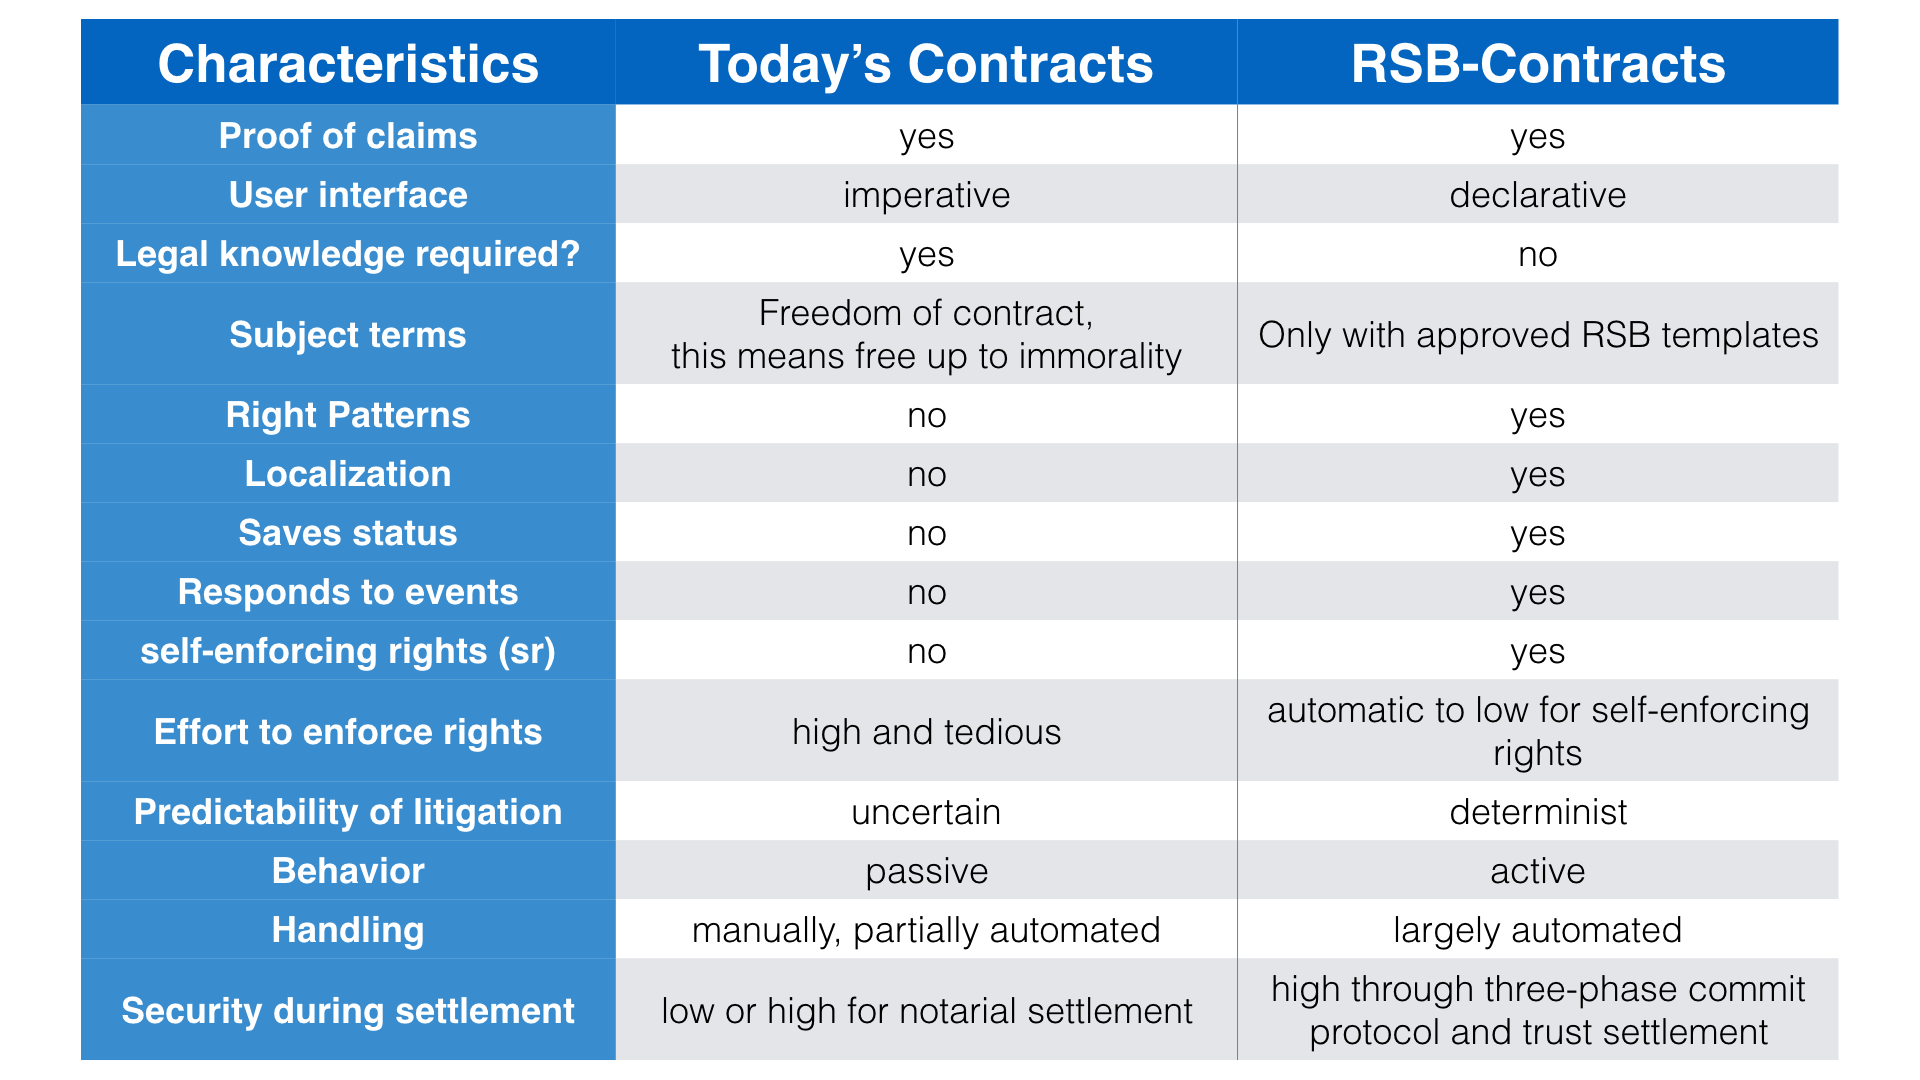 Characteristics Today’s Contracts RSB-Contracts
Proof of claims yes yes
User interface imperative declarative
Legal knowledge required? yes no
Subject terms
Freedom of contract,
this means free up to immorality
Only with approved RSB templates
Right Patterns no yes
Localization no yes
Saves status no yes
Responds to events no yes
self-enforcing rights (sr) no yes
Effort to enforce rights high and tedious
automatic to low for self-enforcing
rights
Predictability of litigation uncertain determinist
Behavior passive active
Handling manually, partially automated largely automated
Security during settlement low or high for notarial settlement
high through three-phase commit
protocol and trust settlement